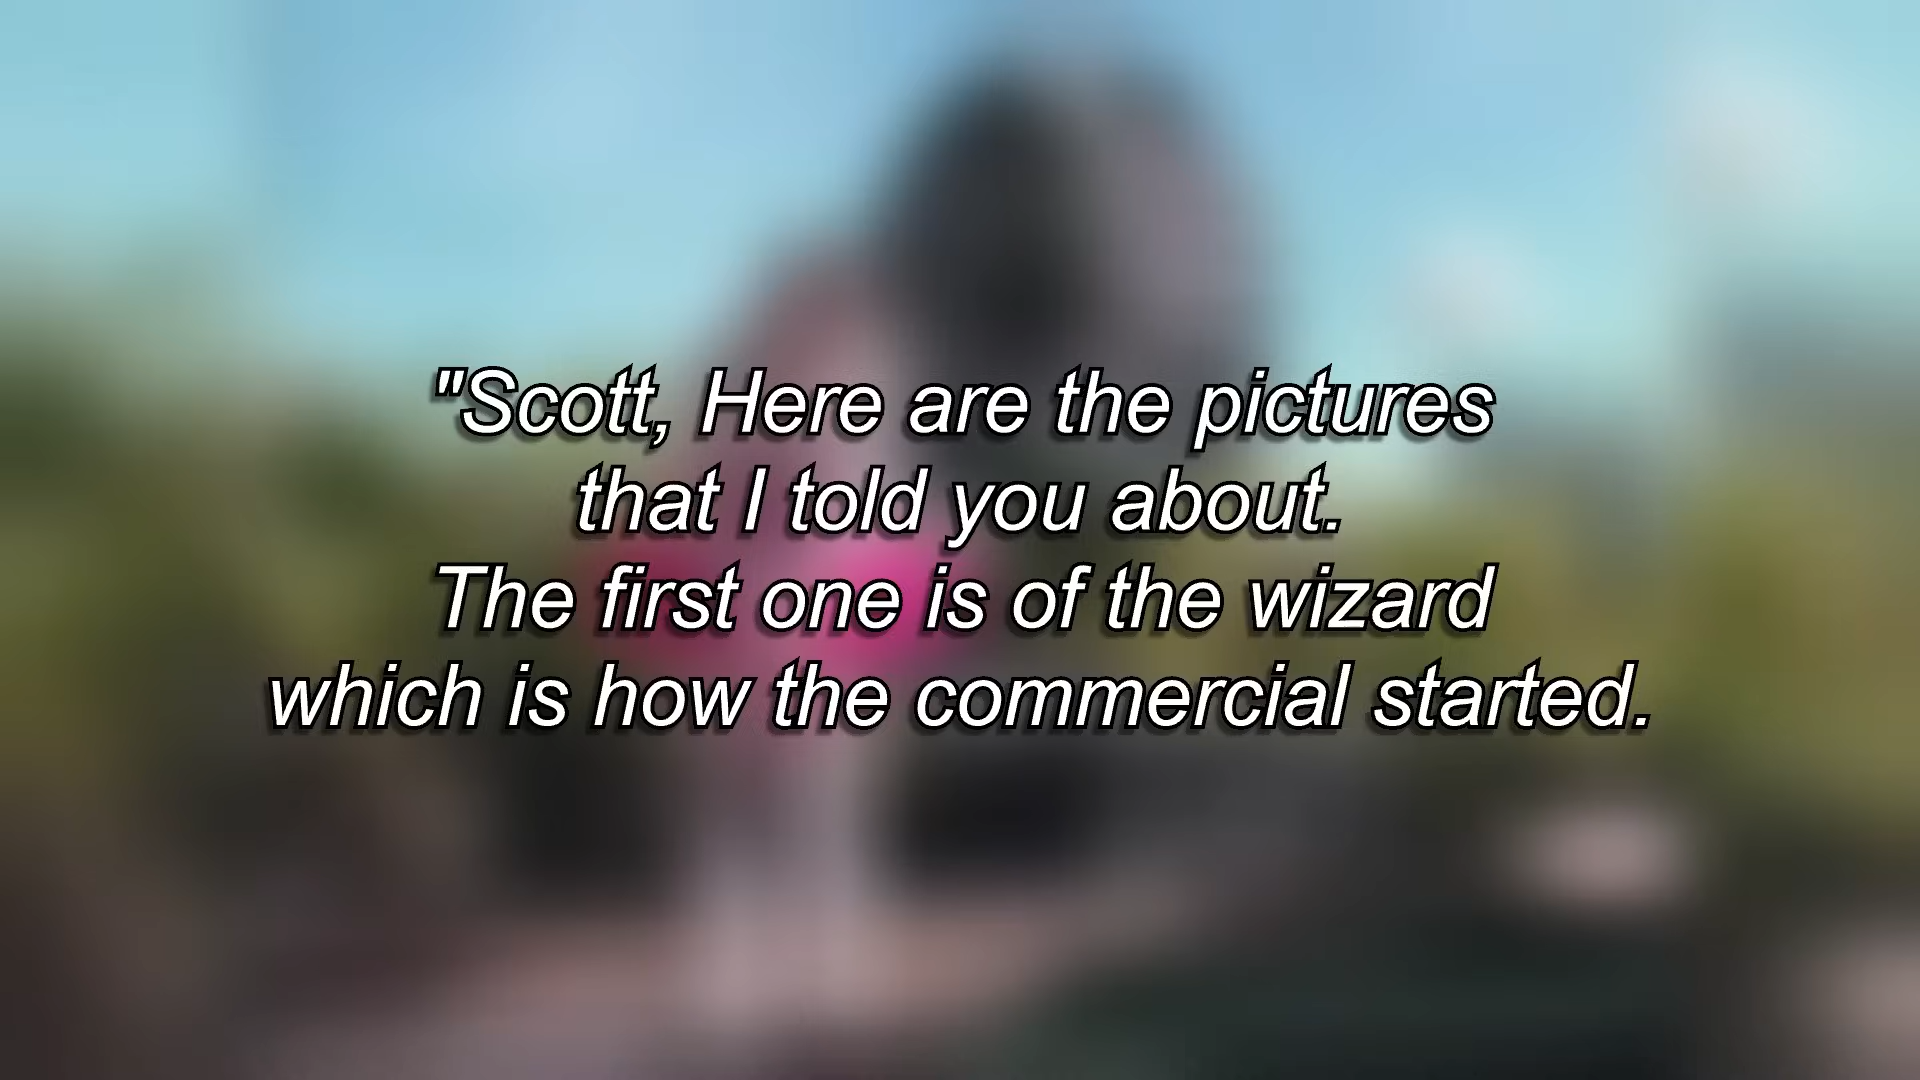 "Scott, Here are the pictures
that I told you about.
The first one is of the wizard
which is how the commercial started.